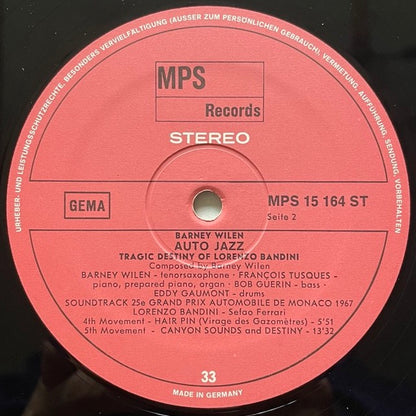 URHEBER- UND LEISTUNGSSCHUTZRECHTE, BESONDERS VERVIELFÄLTIGUNG (AUSSER ZUM PERSÖNLICHEN GEBRAUCH), VERMIETUNG, AUFFÜHRUNG, SENDUNG, VORBEHALTEN
MPS
Records
STEREO
GEMA
MPS 15 164 ST
Seite 2
BARNEY WILEN
AUTO JAZZ
TRAGIC DESTINY OF LORENZO BANDINI
Composed by Barney Wilen
BARNEY WILEN - tenorsaxophone · FRANÇOIS TUSQUES -
piano, prepared piano, organ · BOB GUERIN - bass ·
EDDY GAUMONT - drums
SOUNDTRACK 25e GRAND PRIX AUTOMOBILE DE MONACO 1967
LORENZO BANDINI - Sefao Ferrari
4th Movement - HAIR PIN (Virage des Gazomètres) - 5'51
5th Movement - CANYON SOUNDS and DESTINY - 13'32
33
MADE IN GERMANY